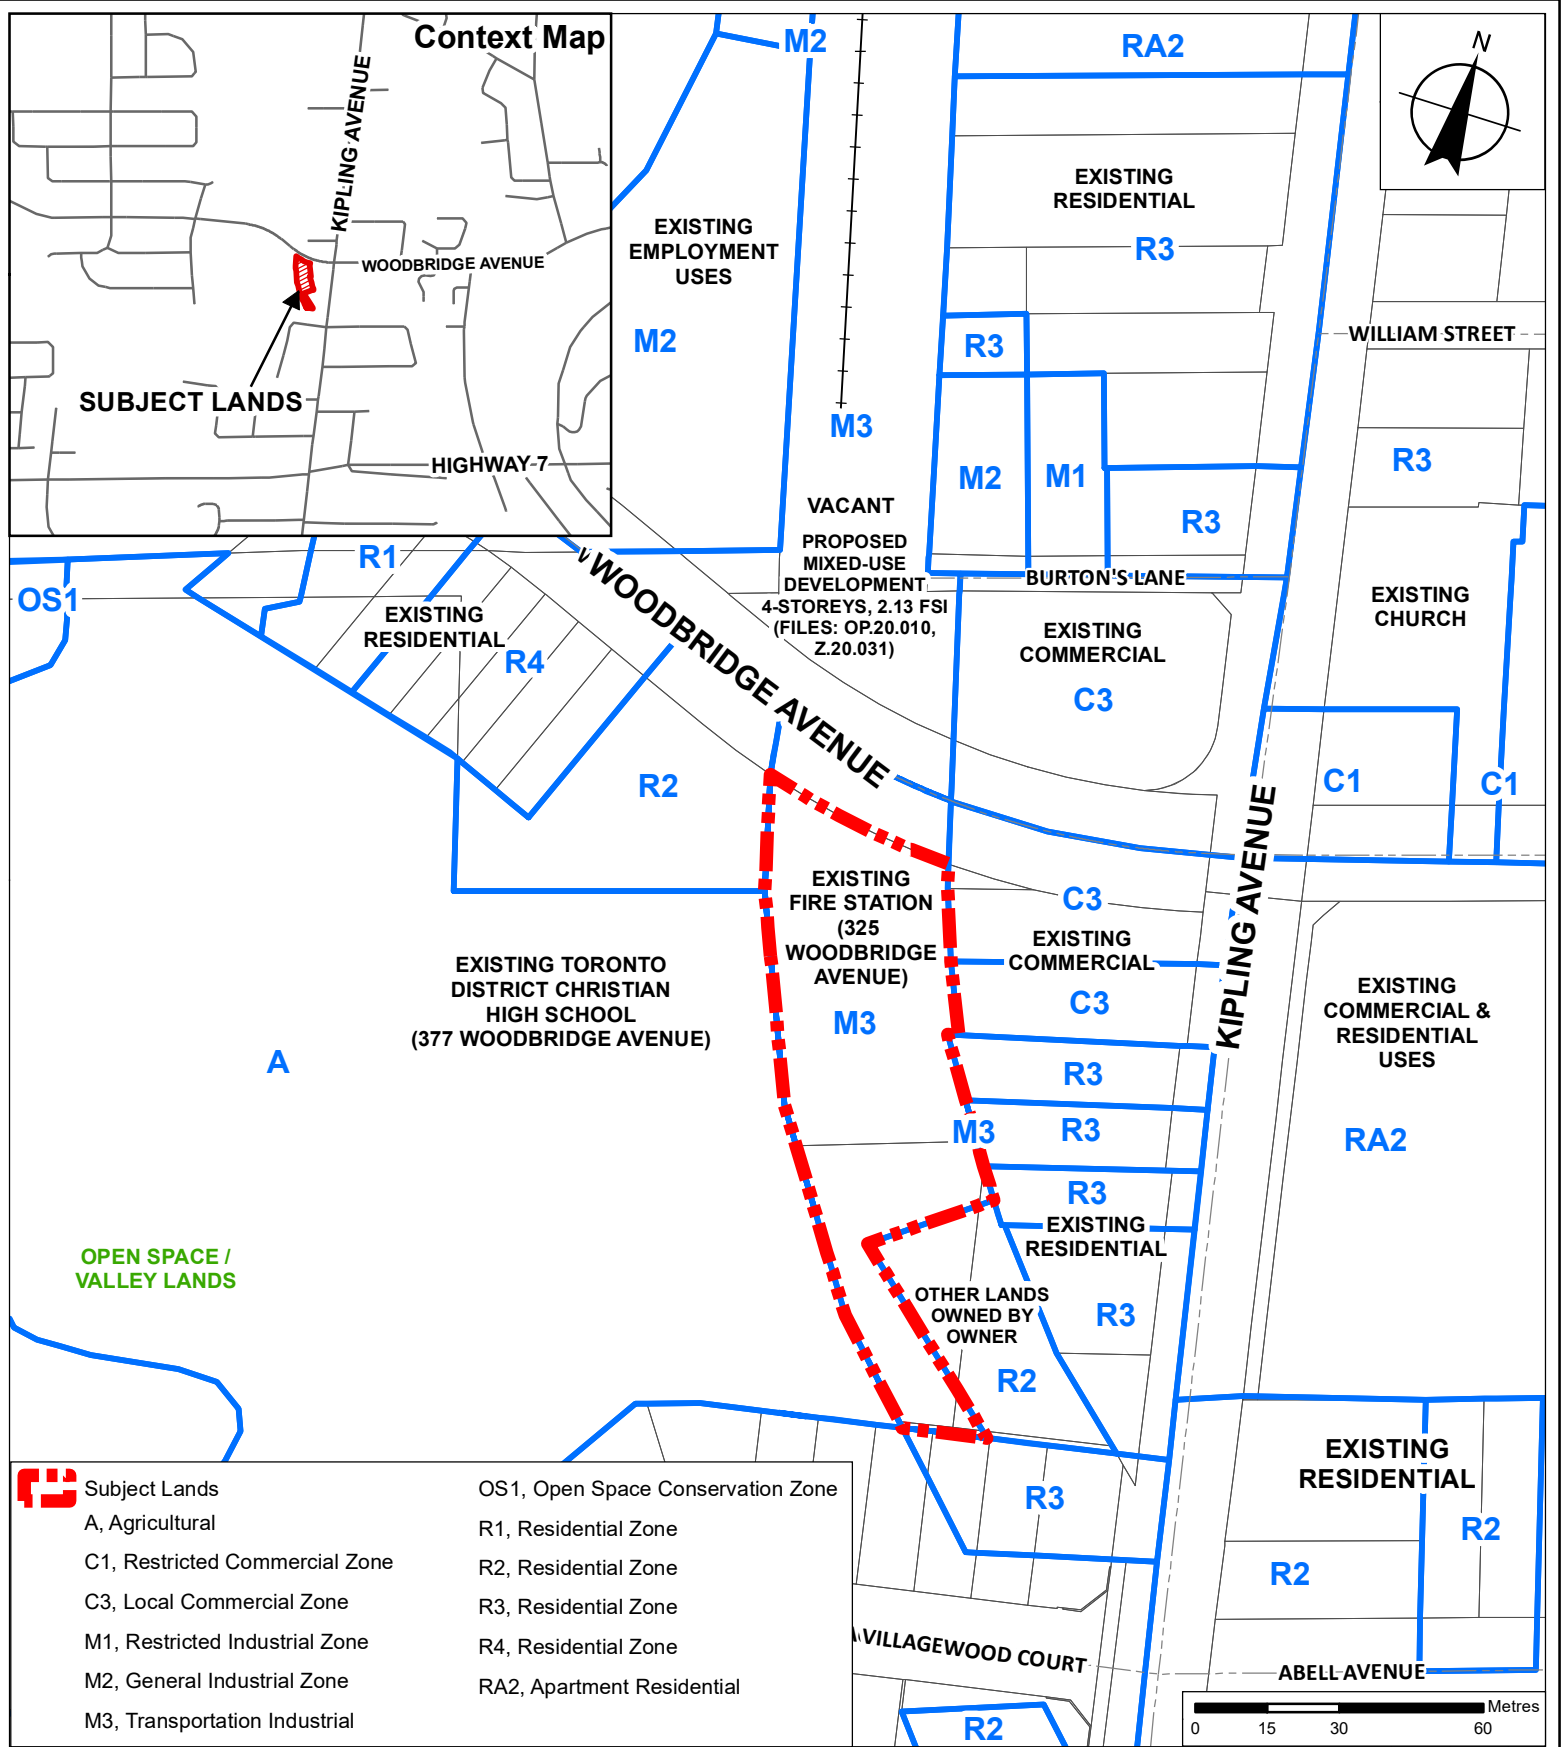 Context Map
KIPLING AVENUE
WOODBRIDGE AVENUE
SUBJECT LANDS
HIGHWAY 7
N
M2
RA2
EXISTING
RESIDENTIAL
R3
EXISTING
EMPLOYMENT
USES
M2
WILLIAM STREET
R3
M3
R3
M2
M1
R3
VACANT
PROPOSED
MIXED-USE
DEVELOPMENT
4-STOREYS, 2.13 FSI
(FILES: OP.20.010,
Z.20.031)
BURTON'S LANE
R1
OS1
EXISTING
RESIDENTIAL
R4
WOODBRIDGE AVENUE
EXISTING
COMMERCIAL
C3
EXISTING
CHURCH
R2
C1
C1
KIPLING AVENUE
EXISTING
FIRE STATION
(325
WOODBRIDGE
AVENUE)
M3
C3
EXISTING
COMMERCIAL
C3
EXISTING TORONTO
DISTRICT CHRISTIAN
HIGH SCHOOL
(377 WOODBRIDGE AVENUE)
A
EXISTING
COMMERCIAL &
RESIDENTIAL
USES
RA2
R3
M3
R3
R3
EXISTING
RESIDENTIAL
R3
OPEN SPACE /
VALLEY LANDS
OTHER LANDS
OWNED BY
OWNER
R2
R3
EXISTING
RESIDENTIAL
R2
R2
VILLAGEWOOD COURT
ABELL AVENUE
R2
Subject Lands
A, Agricultural
C1, Restricted Commercial Zone
C3, Local Commercial Zone
M1, Restricted Industrial Zone
M2, General Industrial Zone
M3, Transportation Industrial
OS1, Open Space Conservation Zone
R1, Residential Zone
R2, Residential Zone
R3, Residential Zone
R4, Residential Zone
RA2, Apartment Residential
Metres
0 15 30 60